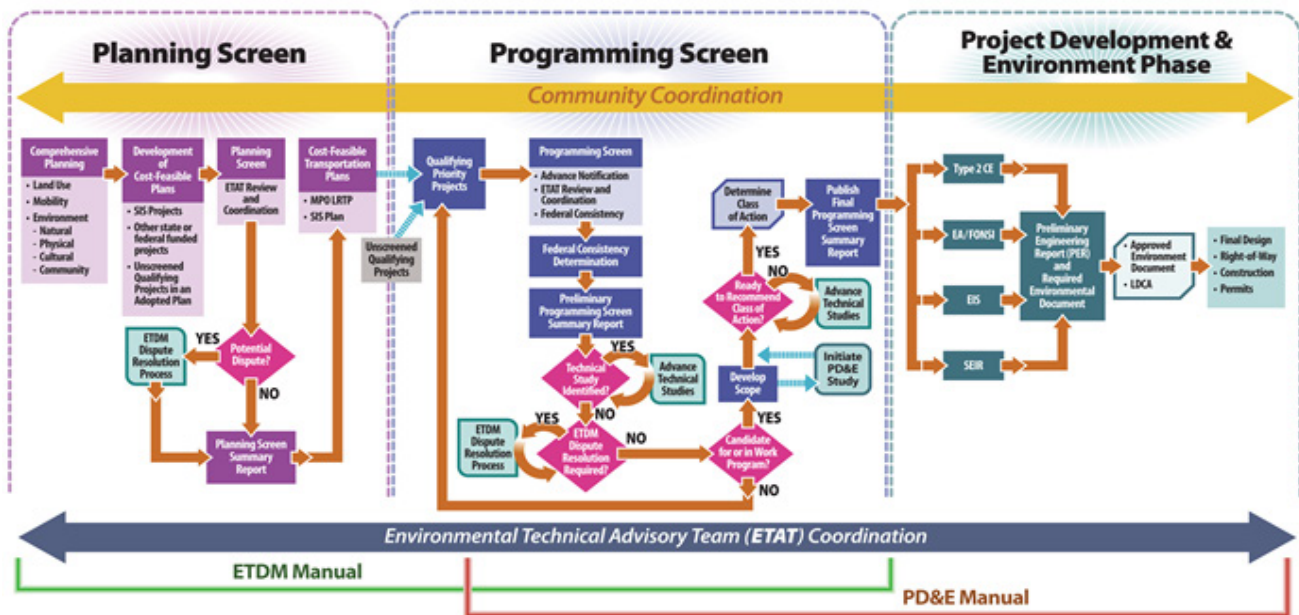 Planning Screen
Programming Screen
Project Development &
Environment Phase
Community Coordination
Comprehensive
Planning
• Land Use
• Mobility
• Environment
- Natural
- Physical
- Cultural
- Community
Development
of
Cost-Feasible
Plans
• SIS Projects
• Other state or
federal funded
projects
• Unscreened
Qualifying
Projects in an
Adopted Plan
Planning
Screen
ETAT Review
and
Coordination
Cost-Feasible
Transportation
Plans
• MPO LRTP
• SIS Plan
Potential
Dispute?
YES
NO
ETDM
Dispute
Resolution
Process
Planning Screen
Summary
Report
Qualifying
Priority
Projects
Unscreened
Qualifying
Projects
Programming Screen
• Advance Notification
• ETAT Review and
Coordination
• Federal Consistency
Federal Consistency
Determination
Preliminary
Programming Screen
Summary Report
Technical
Study
Identified?
YES
NO
Advance
Technical
Studies
ETDM
Dispute
Resolution
Required?
YES
NO
ETDM
Dispute
Resolution
Process
Candidate
for or in Work
Program?
YES
NO
Develop
Scope
Initiate
PD&E
Study
Ready
to Recommend
Class of
Action?
YES
NO
Advance
Technical
Studies
Determine
Class
of Action
Publish
Final
Programming
Screen
Summary
Report
Type 2 CE
EA/FONSI
EIS
SEIR
Preliminary
Engineering
Report (PER)
and
Required
Environmental
Document
• Approved
Environment
Document
• LDCA
• Final Design
• Right-of-Way
• Construction
• Permits
Environmental Technical Advisory Team (ETAT) Coordination
ETDM Manual
PD&E Manual